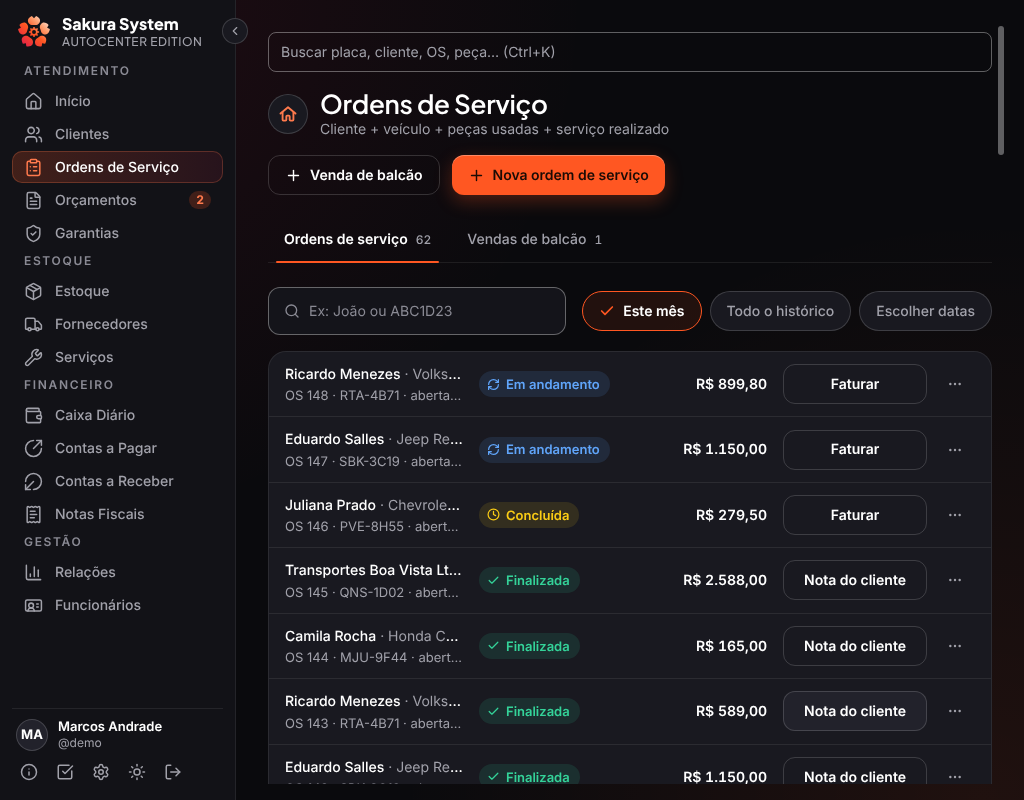 Sakura System
AUTOCENTER EDITION
ATENDIMENTO
Início
Clientes
Ordens de Serviço
Orçamentos 2
Garantias
ESTOQUE
Estoque
Fornecedores
Serviços
FINANCEIRO
Caixa Diário
Contas a Pagar
Contas a Receber
Notas Fiscais
GESTÃO
Relações
Funcionários
MA
Marcos Andrade
@demo
Buscar placa, cliente, OS, peça... (Ctrl+K)
Ordens de Serviço
Cliente + veículo + peças usadas + serviço realizado
+ Venda de balcão
+ Nova ordem de serviço
Ordens de serviço 62
Vendas de balcão 1
Ex: João ou ABC1D23
Este mês
Todo o histórico
Escolher datas
Ricardo Menezes · Volks...
OS 148 · RTA-4B71 · aberta...
Em andamento
R$ 899,80
Faturar
Eduardo Salles · Jeep Re...
OS 147 · SBK-3C19 · aberta...
Em andamento
R$ 1.150,00
Faturar
Juliana Prado · Chevrole...
OS 146 · PVE-8H55 · abert...
Concluída
R$ 279,50
Faturar
Transportes Boa Vista Lt...
OS 145 · QNS-1D02 · abert...
Finalizada
R$ 2.588,00
Nota do cliente
Camila Rocha · Honda C...
OS 144 · MJU-9F44 · abert...
Finalizada
R$ 165,00
Nota do cliente
Ricardo Menezes · Volks...
OS 143 · RTA-4B71 · aberta...
Finalizada
R$ 589,00
Nota do cliente
Eduardo Salles · Jeep Re...
Finalizada
R$ 1.150,00
Nota do cliente